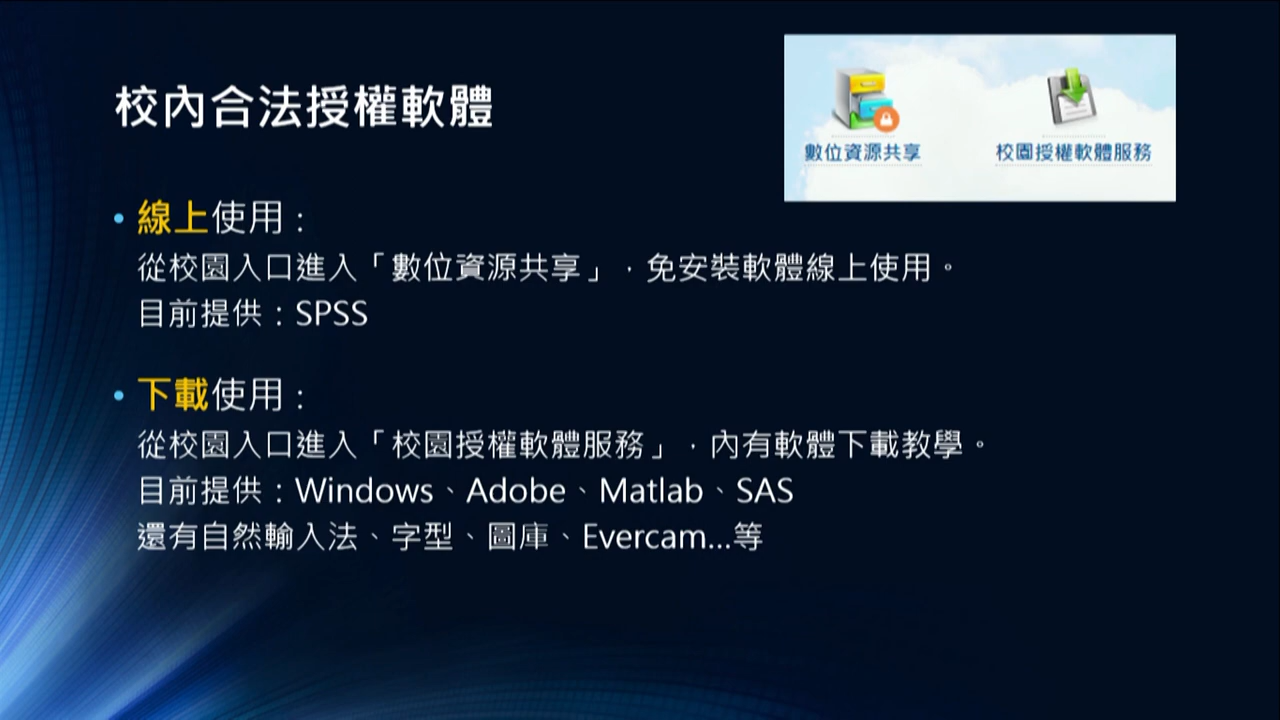 校內合法授權軟體
數位資源共享
校園授權軟體服務
• 線上使用：
從校園入口進入「數位資源共享」，免安裝軟體線上使用。
目前提供：SPSS
• 下載使用：
從校園入口進入「校園授權軟體服務」，內有軟體下載教學。
目前提供：Windows、Adobe、Matlab、SAS
還有自然輸入法、字型、圖庫、Evercam...等